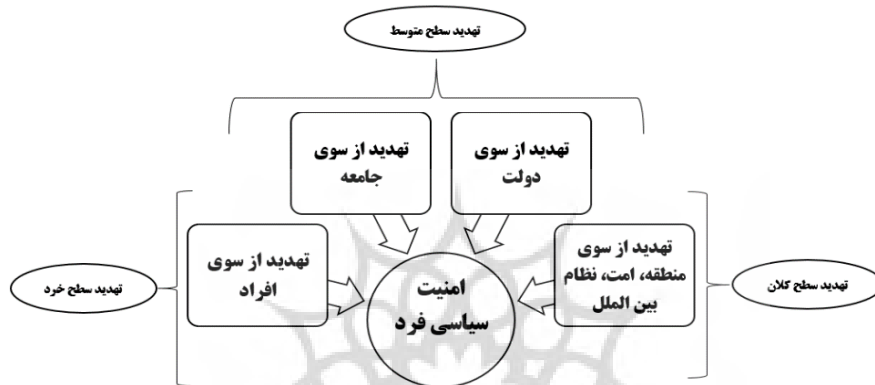 تهدید سطح متوسط
تهدید از سوی
دولت
تهدید از سوی
جامعه
تهدید از سوی
منطقه، امت، نظام
بین الملل
تهدید از سوی
افراد
امنیت
سیاسی فرد
تهدید سطح کلان
تهدید سطح خرد